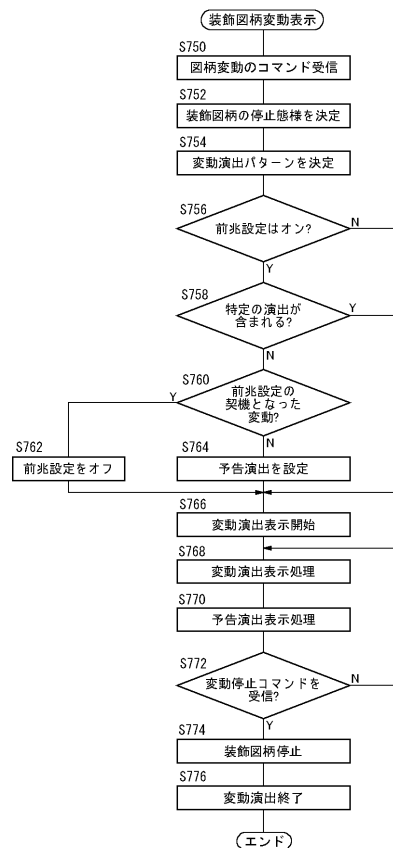 装飾図柄変動表示
S750
図柄変動のコマンド受信
S752
装飾図柄の停止態様を決定
S754
変動演出パターンを決定
S756
前兆設定はオン?
N
Y
S758
特定の演出が
含まれる?
Y
N
S760
前兆設定の
契機となった
変動?
Y
N
S762
前兆設定をオフ
S764
予告演出を設定
S766
変動演出表示開始
S768
変動演出表示処理
S770
予告演出表示処理
S772
変動停止コマンドを
受信?
N
Y
S774
装飾図柄停止
S776
変動演出終了
エンド